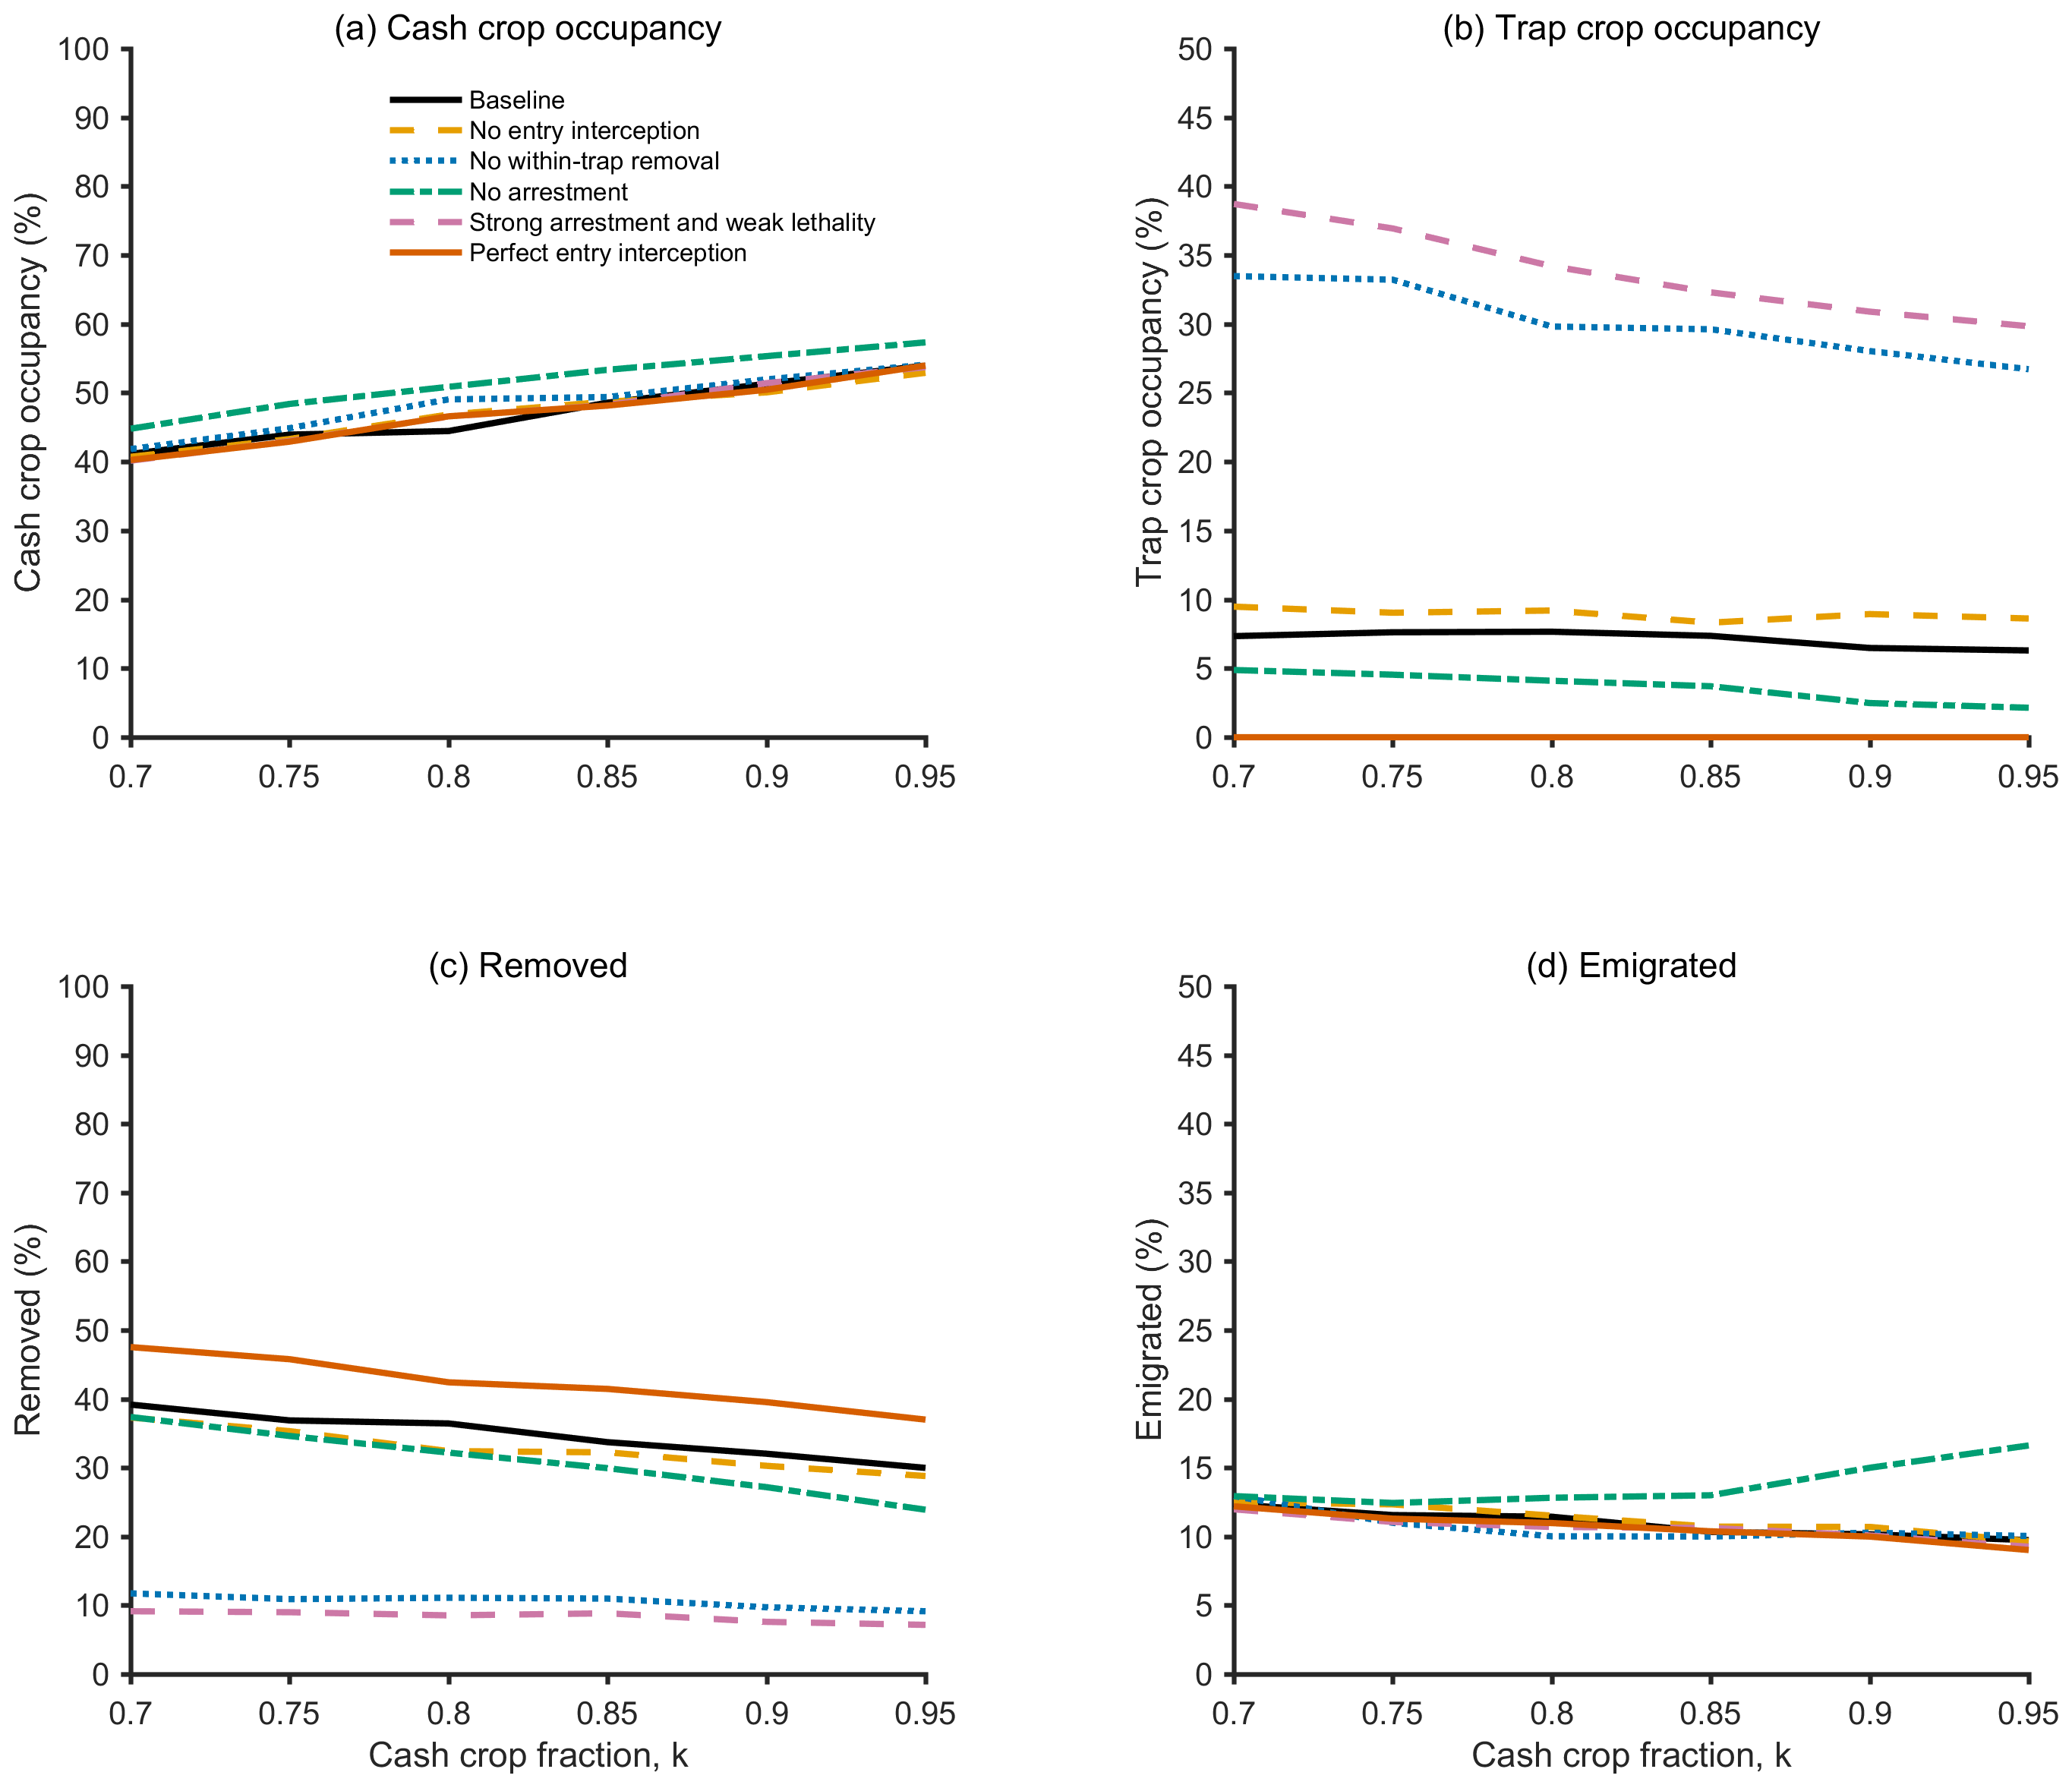 (a) Cash crop occupancy
100
90
80
70
60
50
40
30
20
10
0
Cash crop occupancy (%)
Baseline
No entry interception
No within-trap removal
No arrestment
Strong arrestment and weak lethality
Perfect entry interception
0.7 0.75 0.8 0.85 0.9 0.95
(b) Trap crop occupancy
50
45
40
35
30
25
20
15
10
5
0
Trap crop occupancy (%)
0.7 0.75 0.8 0.85 0.9 0.95
(c) Removed
100
90
80
70
60
50
40
30
20
10
0
Removed (%)
0.7 0.75 0.8 0.85 0.9 0.95
Cash crop fraction, k
(d) Emigrated
50
45
40
35
30
25
20
15
10
5
0
Emigrated (%)
0.7 0.75 0.8 0.85 0.9 0.95
Cash crop fraction, k